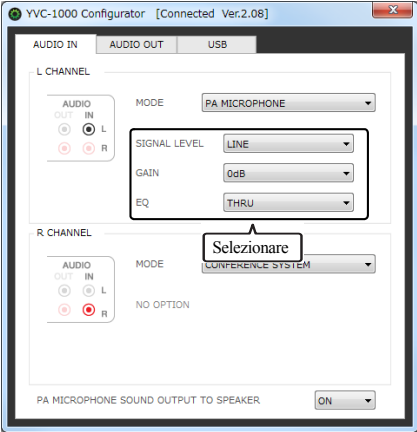 YVC-1000 Configurator [Connected Ver.2.08]
AUDIO IN AUDIO OUT USB
L CHANNEL
AUDIO
OUT IN
L
R
MODE PA MICROPHONE
SIGNAL LEVEL LINE
GAIN 0dB
EQ THRU
Selezionare
R CHANNEL
AUDIO
OUT IN
L
R
MODE CONFERENCE SYSTEM
NO OPTION
PA MICROPHONE SOUND OUTPUT TO SPEAKER ON